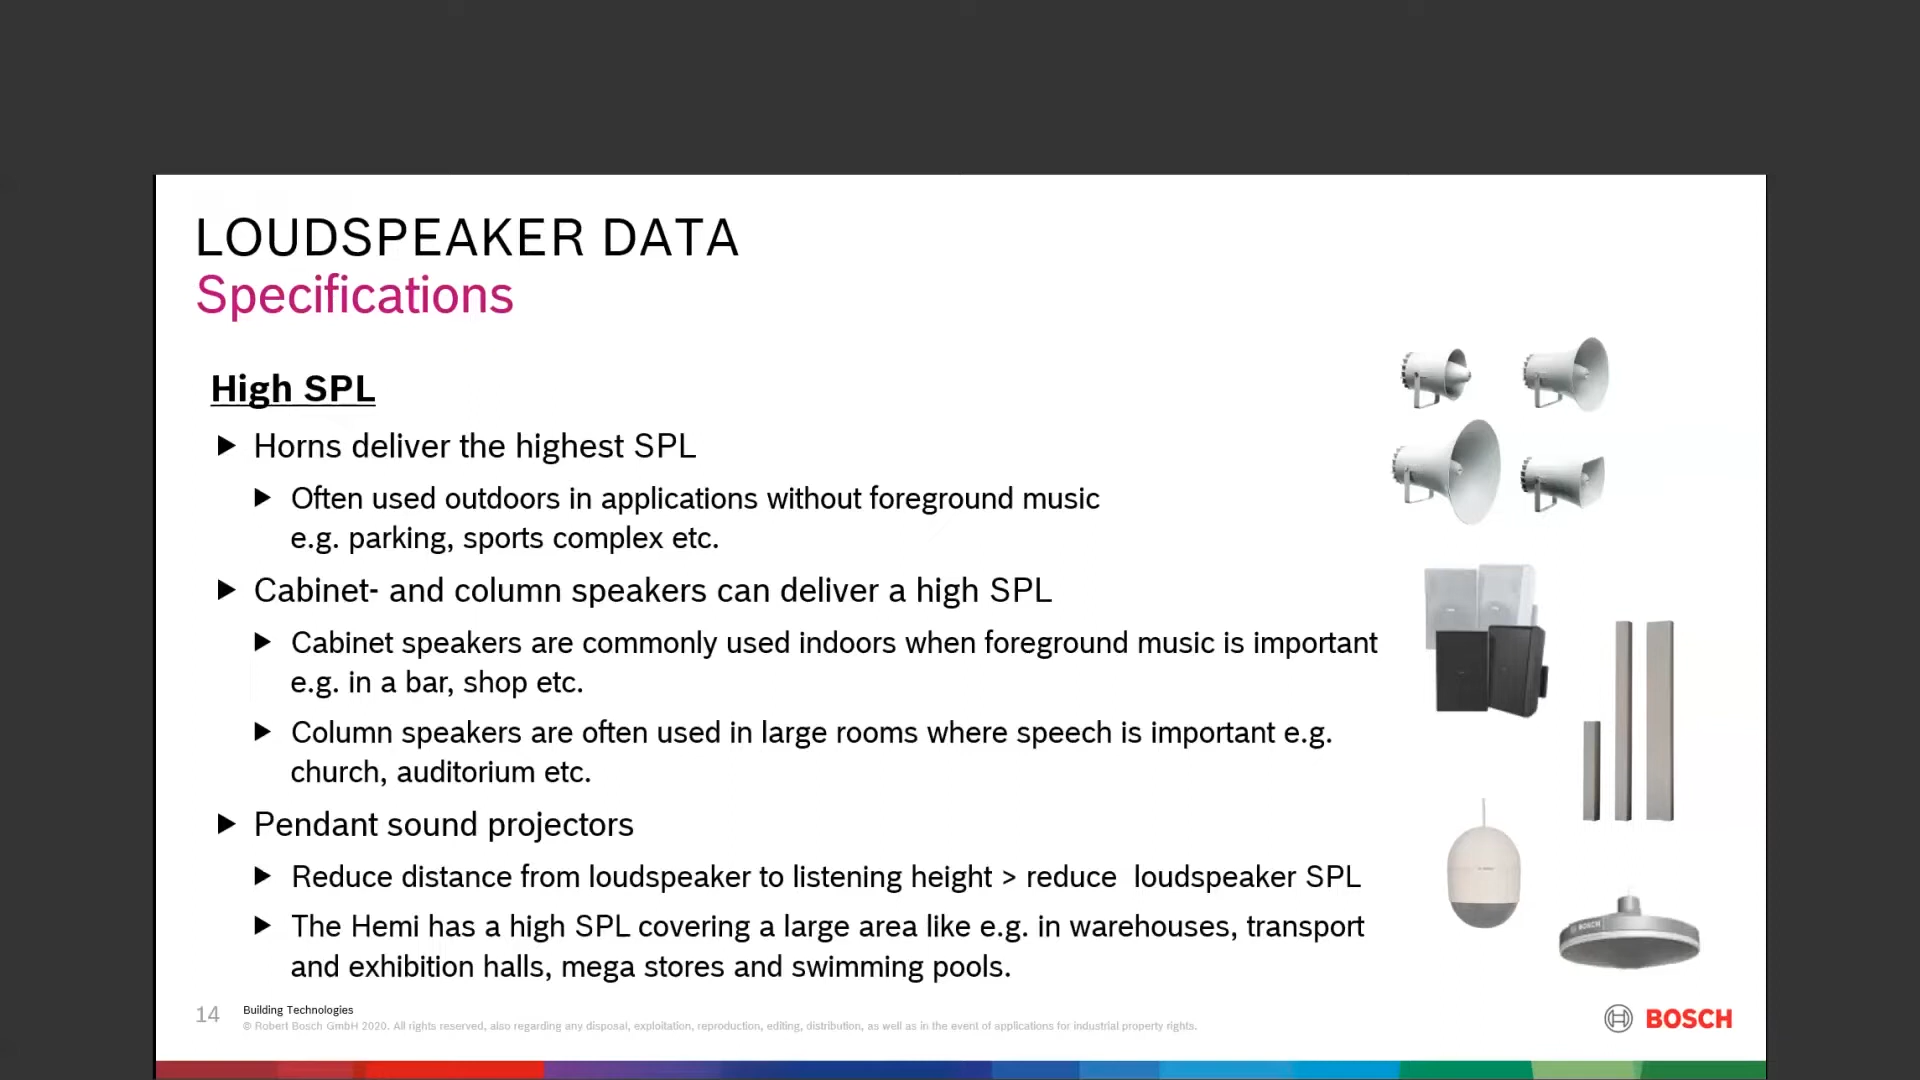 LOUDSPEAKER DATA
Specifications
High SPL
Horns deliver the highest SPL
Often used outdoors in applications without foreground music
e.g. parking, sports complex etc.
Cabinet- and column speakers can deliver a high SPL
Cabinet speakers are commonly used indoors when foreground music is important
e.g. in a bar, shop etc.
Column speakers are often used in large rooms where speech is important e.g.
church, auditorium etc.
Pendant sound projectors
Reduce distance from loudspeaker to listening height > reduce loudspeaker SPL
The Hemi has a high SPL covering a large area like e.g. in warehouses, transport
and exhibition halls, mega stores and swimming pools.
BOSCH
14
Building Technologies
© Robert Bosch GmbH 2020. All rights reserved, also regarding any disposal, exploitation, reproduction, editing, distribution, as well as in the event of applications for industrial property rights.
BOSCH